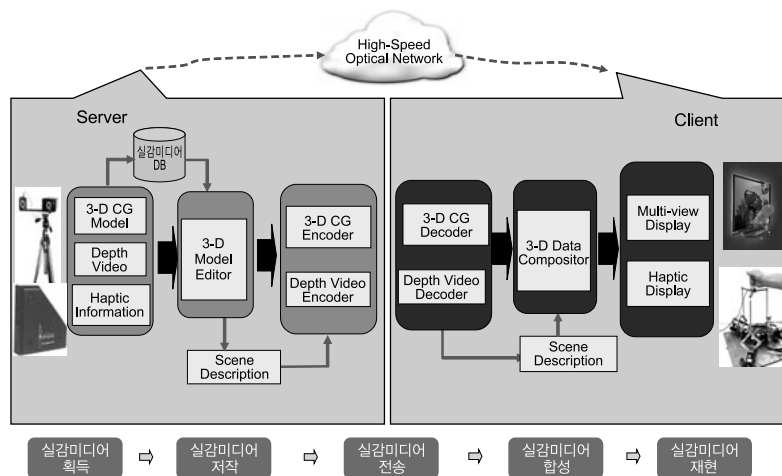 High-Speed
Optical Network
Server
Client
실감미디어
DB
3-D CG
Model
Depth
Video
Haptic
Information
3-D
Model
Editor
3-D CG
Encoder
Depth Video
Encoder
Scene
Description
3-D CG
Decoder
Depth Video
Decoder
3-D Data
Compositor
Scene
Description
Multi-view
Display
Haptic
Display
실감미디어
획득
실감미디어
저작
실감미디어
전송
실감미디어
합성
실감미디어
재현